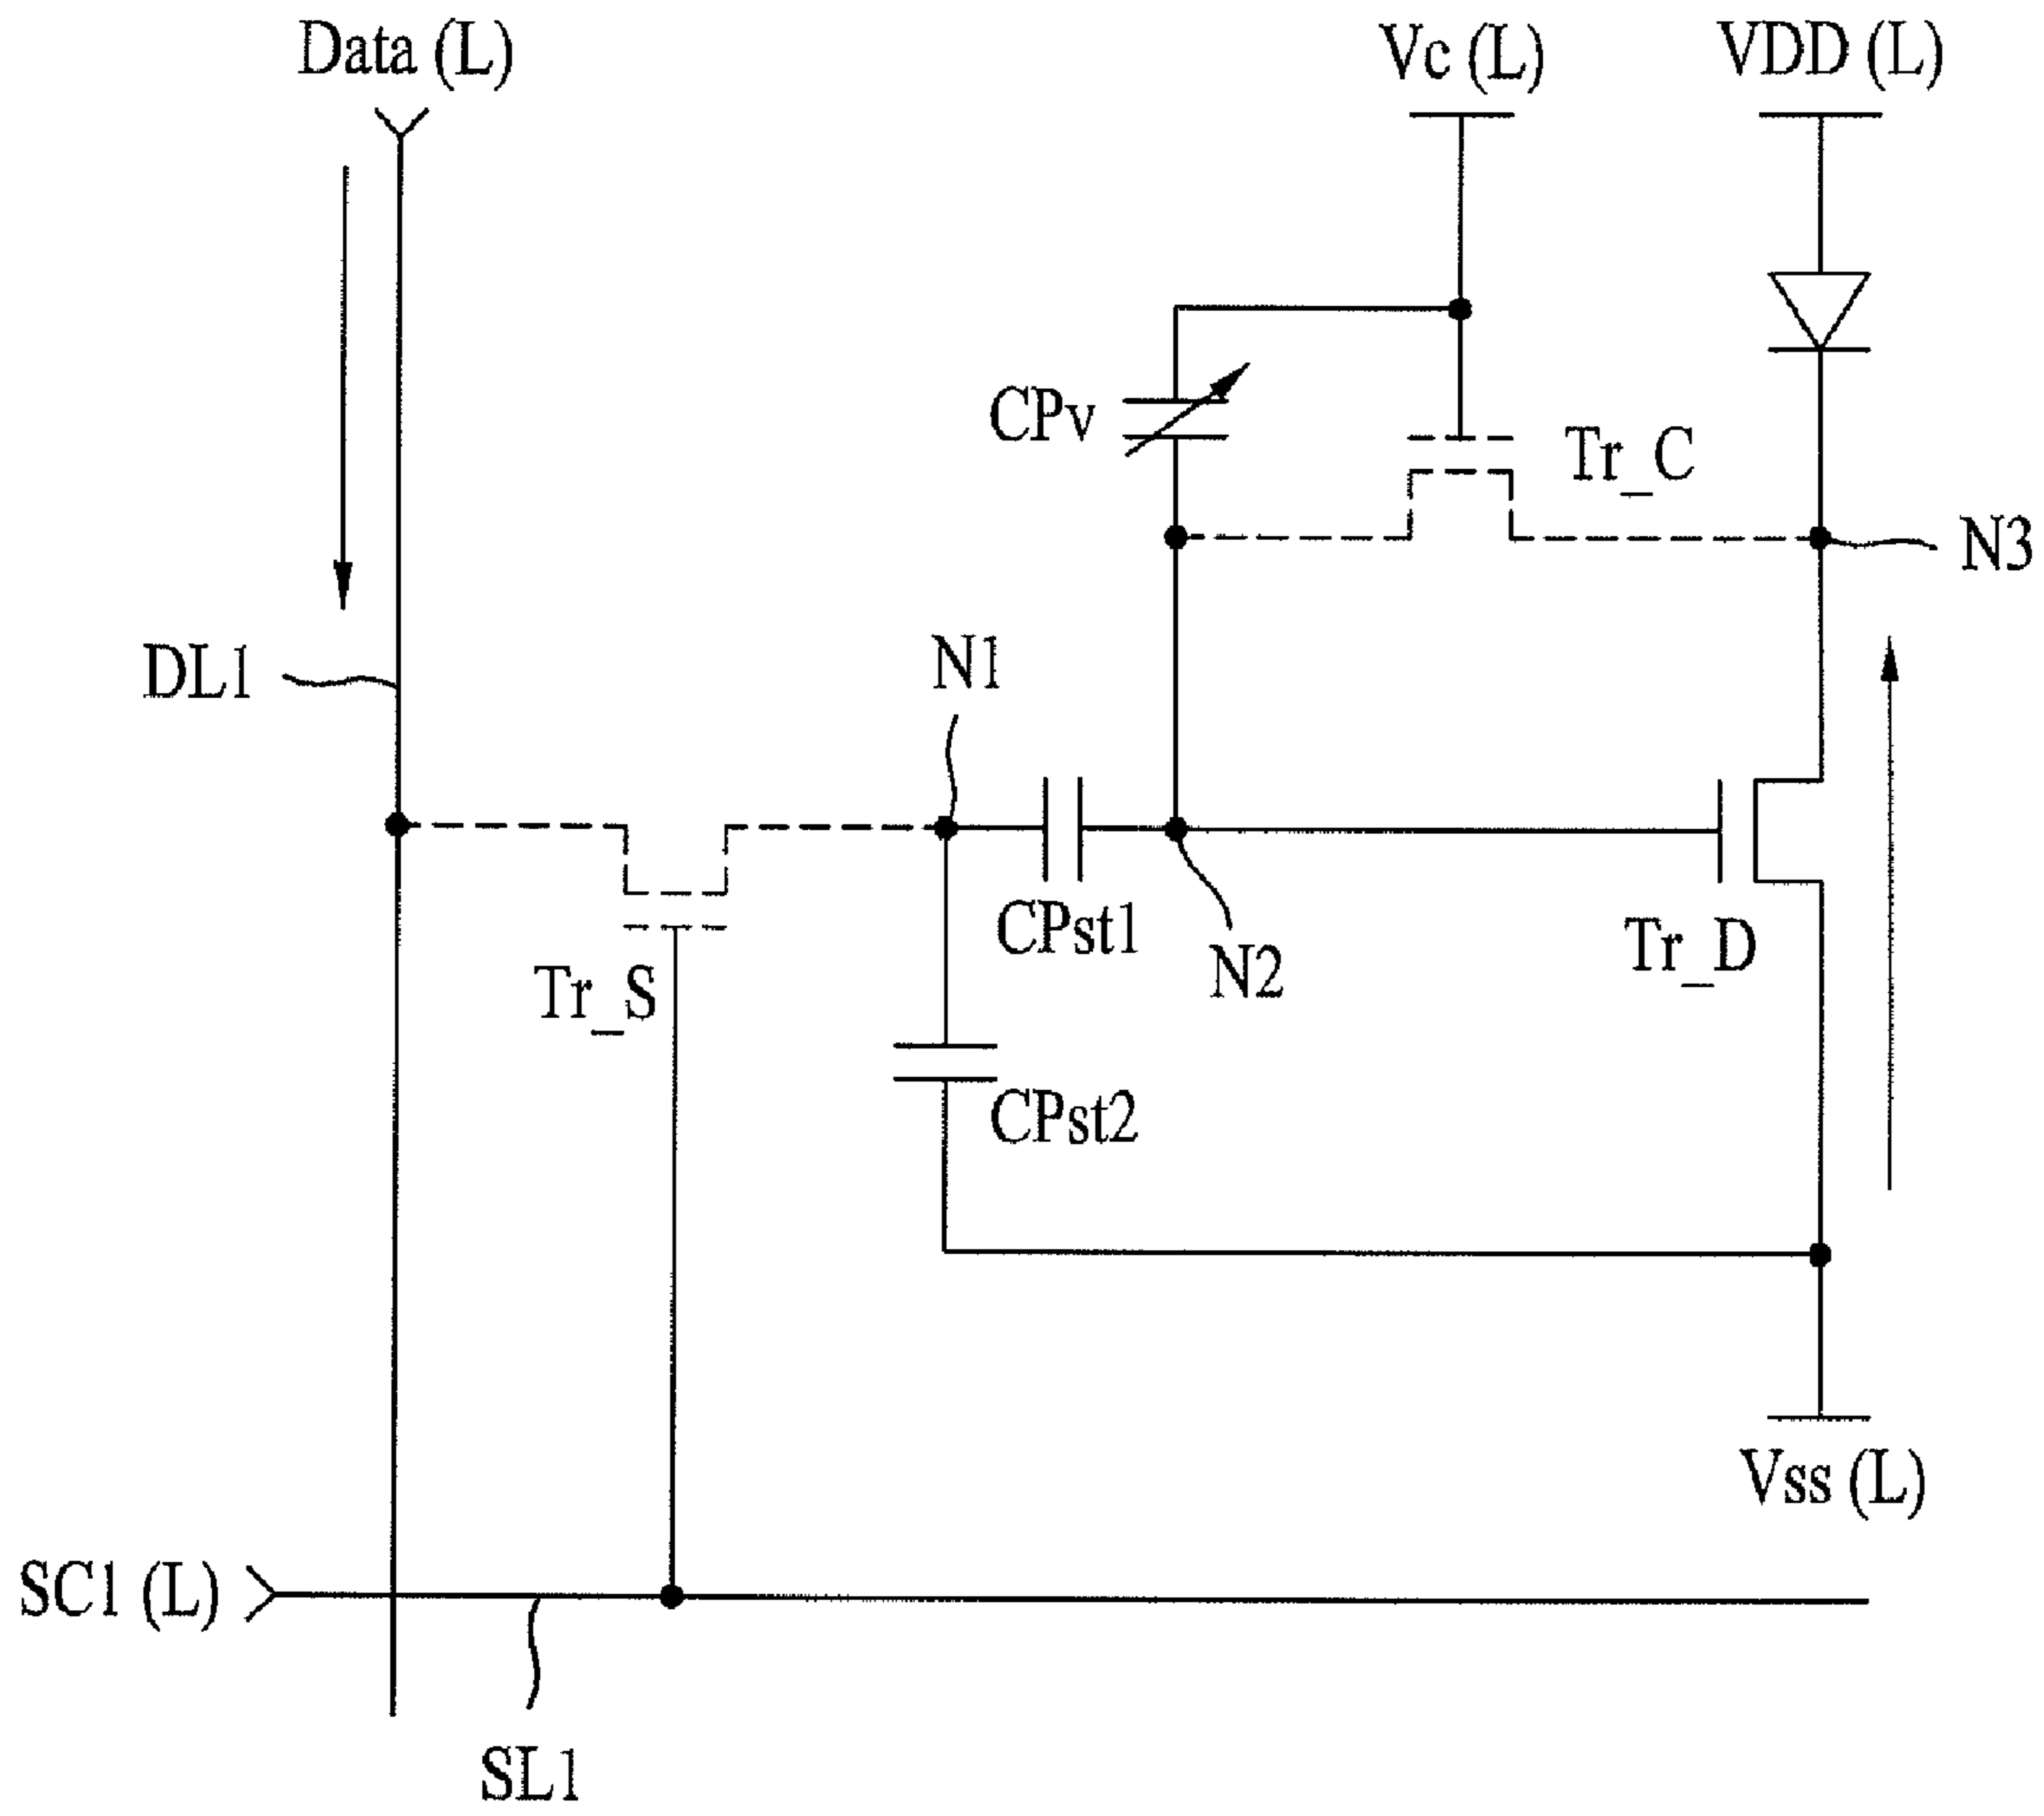 Data (L)
Vc (L)
VDD (L)
CPv
Tr_C
N3
DL1
N1
CPst1
N2
Tr_D
Tr_S
CPst2
Vss (L)
SC1 (L)
SL1